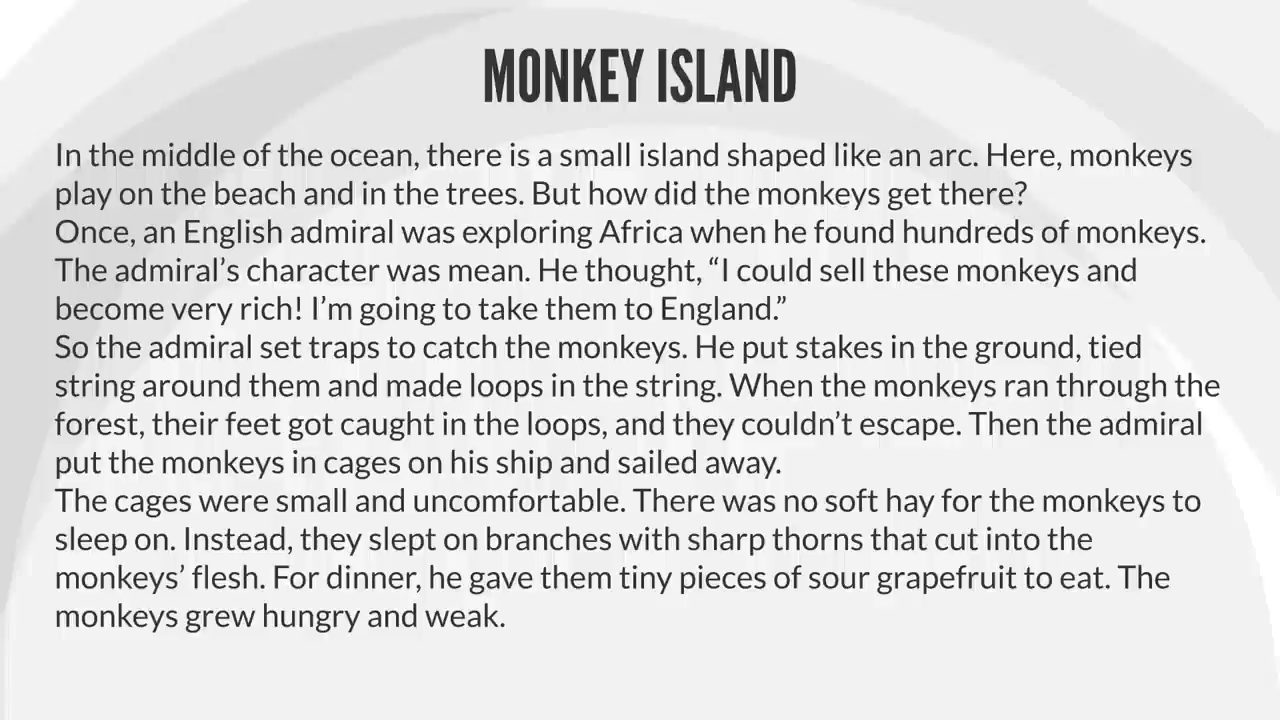 MONKEY ISLAND
In the middle of the ocean, there is a small island shaped like an arc. Here, monkeys
play on the beach and in the trees. But how did the monkeys get there?
Once, an English admiral was exploring Africa when he found hundreds of monkeys.
The admiral’s character was mean. He thought, “I could sell these monkeys and
become very rich! I’m going to take them to England.”
So the admiral set traps to catch the monkeys. He put stakes in the ground, tied
string around them and made loops in the string. When the monkeys ran through the
forest, their feet got caught in the loops, and they couldn’t escape. Then the admiral
put the monkeys in cages on his ship and sailed away.
The cages were small and uncomfortable. There was no soft hay for the monkeys to
sleep on. Instead, they slept on branches with sharp thorns that cut into the
monkeys’ flesh. For dinner, he gave them tiny pieces of sour grapefruit to eat. The
monkeys grew hungry and weak.